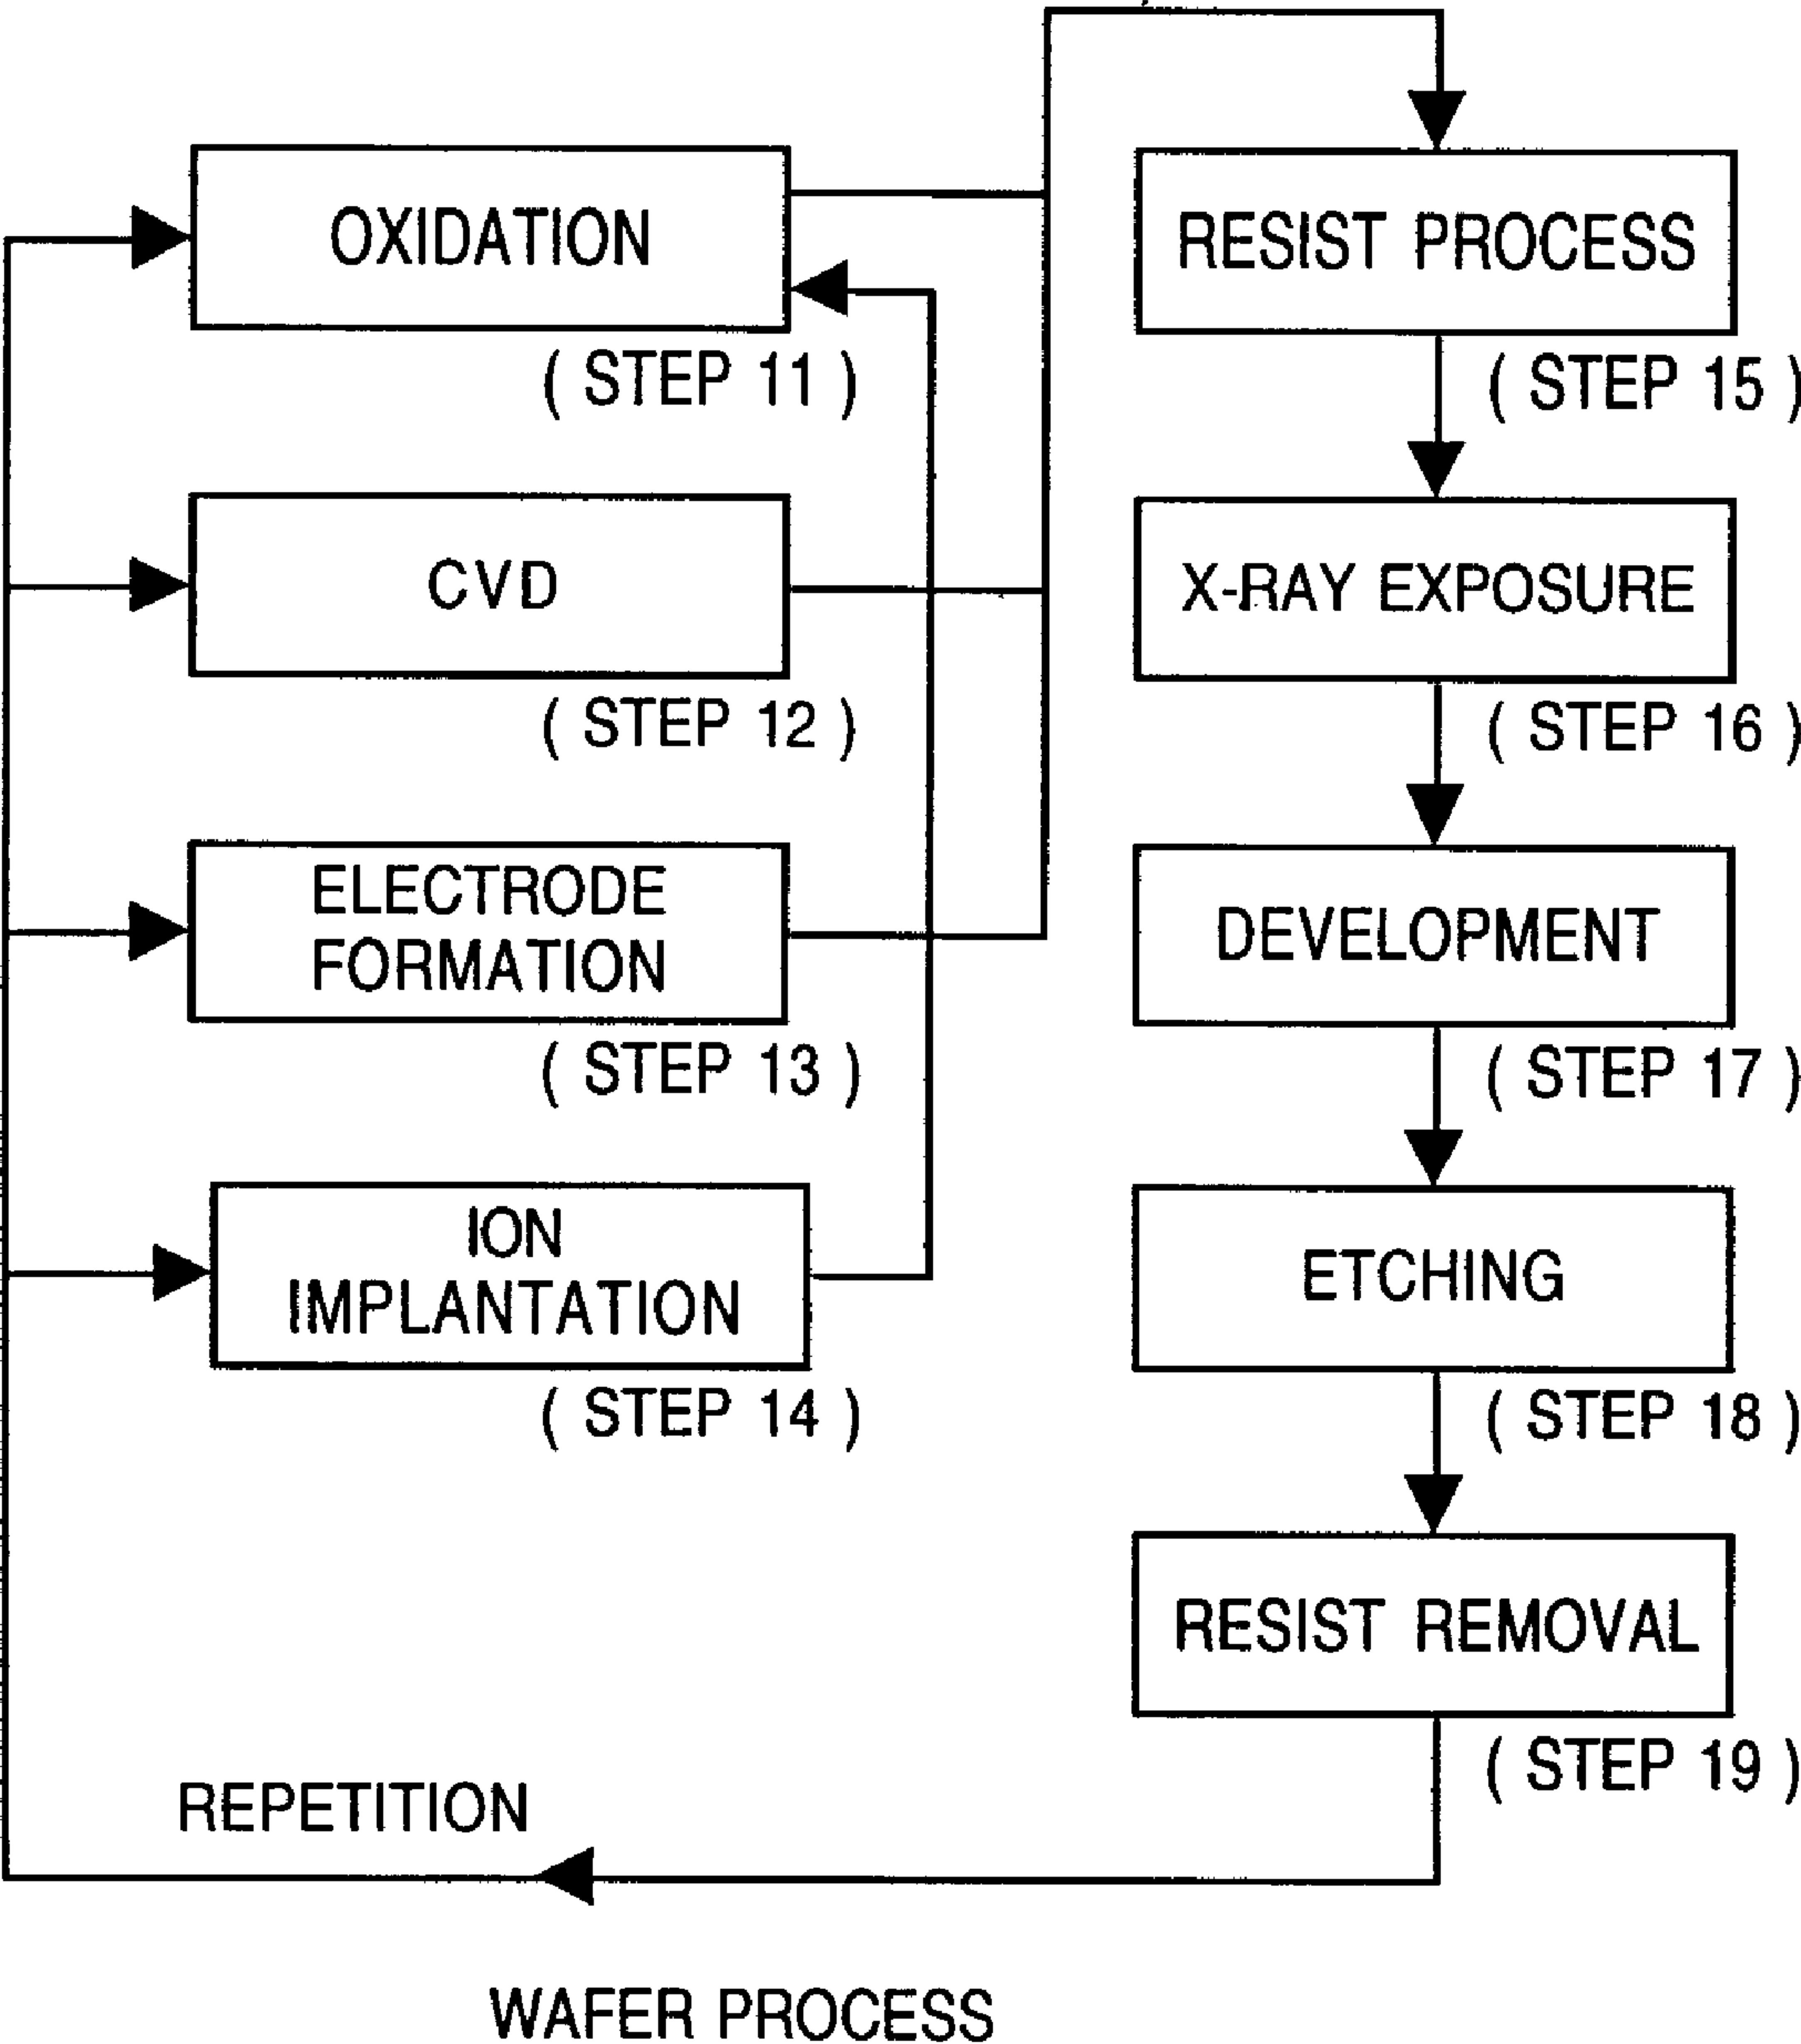 OXIDATION
( STEP 11 )
CVD
( STEP 12 )
ELECTRODE
FORMATION
( STEP 13 )
ION
IMPLANTATION
( STEP 14 )
RESIST PROCESS
( STEP 15 )
X-RAY EXPOSURE
( STEP 16 )
DEVELOPMENT
( STEP 17 )
ETCHING
( STEP 18 )
RESIST REMOVAL
( STEP 19 )
REPETITION
WAFER PROCESS